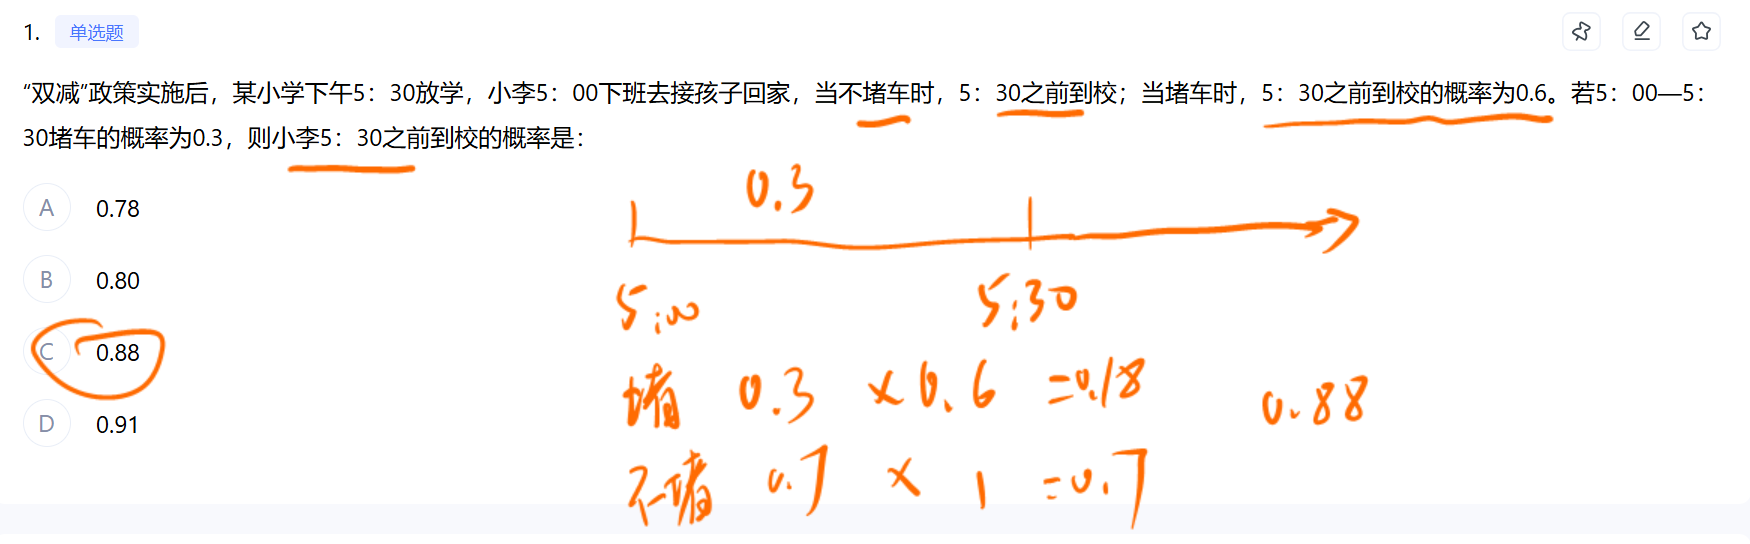 1. 单选题
“双减”政策实施后，某小学下午5：30放学，小李5：00下班去接孩子回家，当不堵车时，5：30之前到校；当堵车时，5：30之前到校的概率为0.6。若5：00—5：
30堵车的概率为0.3，则小李5：30之前到校的概率是：
0.3
A 0.78
B 0.80
5:00 5:30
C 0.88
堵 0.3 ×0.6 =0.18 0.88
D 0.91
不堵 0.7 × 1 =0.7